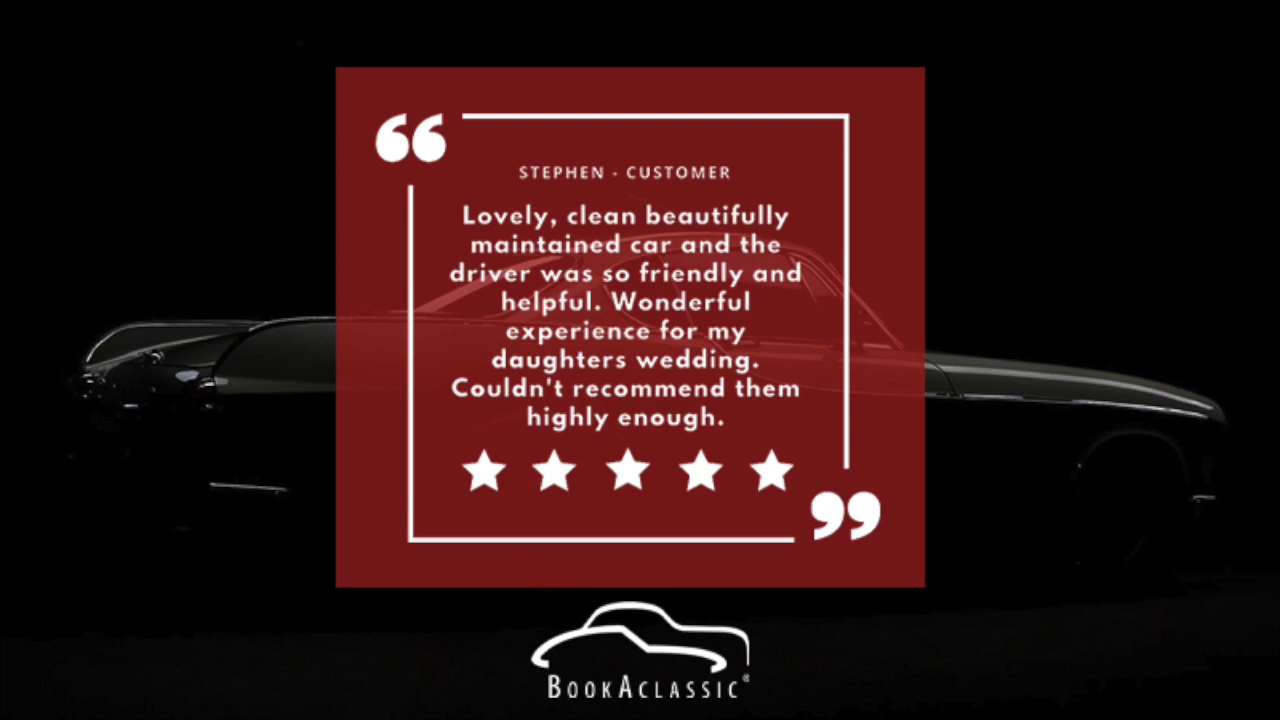 ❝
STEPHEN - CUSTOMER
Lovely, clean beautifully
maintained car and the
driver was so friendly and
helpful. Wonderful
experience for my
daughters wedding.
Couldn't recommend them
highly enough.
❞
BOOKACLASSIC®